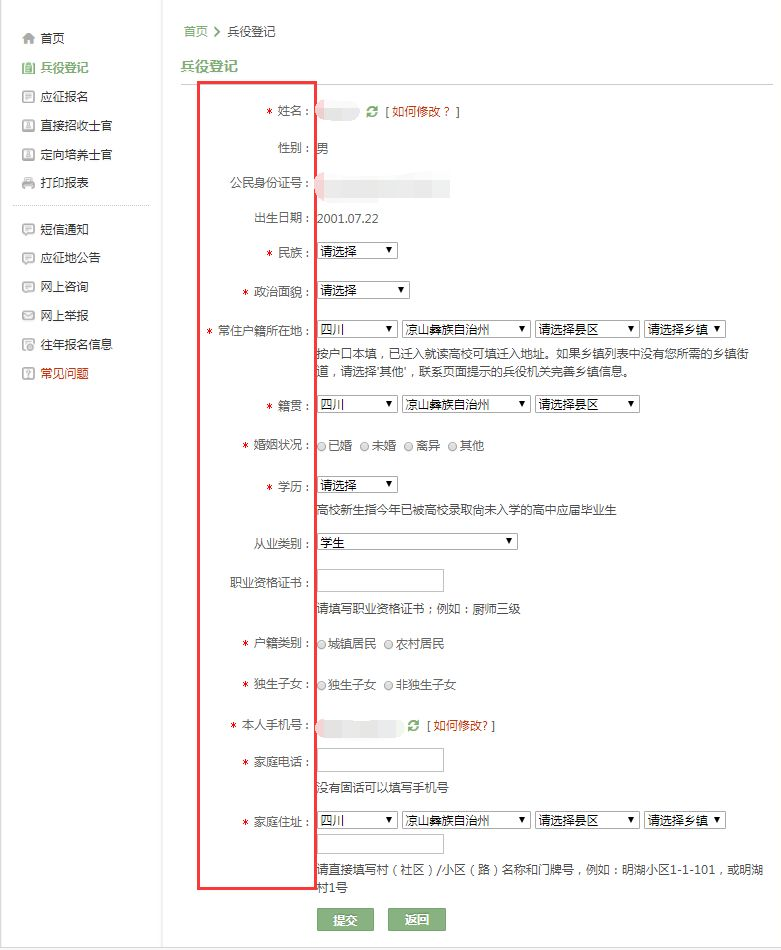 首页
兵役登记
应征报名
直接招收士官
定向培养士官
打印报表
短信通知
应征地公告
网上咨询
网上举报
往年报名信息
常见问题
首页 > 兵役登记
兵役登记
* 姓名： [ 如何修改？ ]
性别： 男
公民身份证号：
出生日期： 2001.07.22
* 民族： 请选择
* 政治面貌： 请选择
* 常住户籍所在地： 四川 凉山彝族自治州 请选择县区 请选择乡镇
按户口本填，已迁入就读高校可填迁入地址。如果乡镇列表中没有您所需的乡镇街
道，请选择'其他'，联系页面提示的兵役机关完善乡镇信息。
* 籍贯： 四川 凉山彝族自治州 请选择县区
* 婚姻状况： 已婚 未婚 离异 其他
* 学历： 请选择
高校新生指今年已被高校录取尚未入学的高中应届毕业生
从业类别： 学生
职业资格证书：
请填写职业资格证书；例如：厨师三级
* 户籍类别： 城镇居民 农村居民
* 独生子女： 独生子女 非独生子女
* 本人手机号： [ 如何修改? ]
* 家庭电话：
没有固话可以填写手机号
* 家庭住址： 四川 凉山彝族自治州 请选择县区 请选择乡镇
请直接填写村（社区）/小区（路）名称和门牌号，例如：明湖小区1-1-101，或明湖
村1号
提交 返回